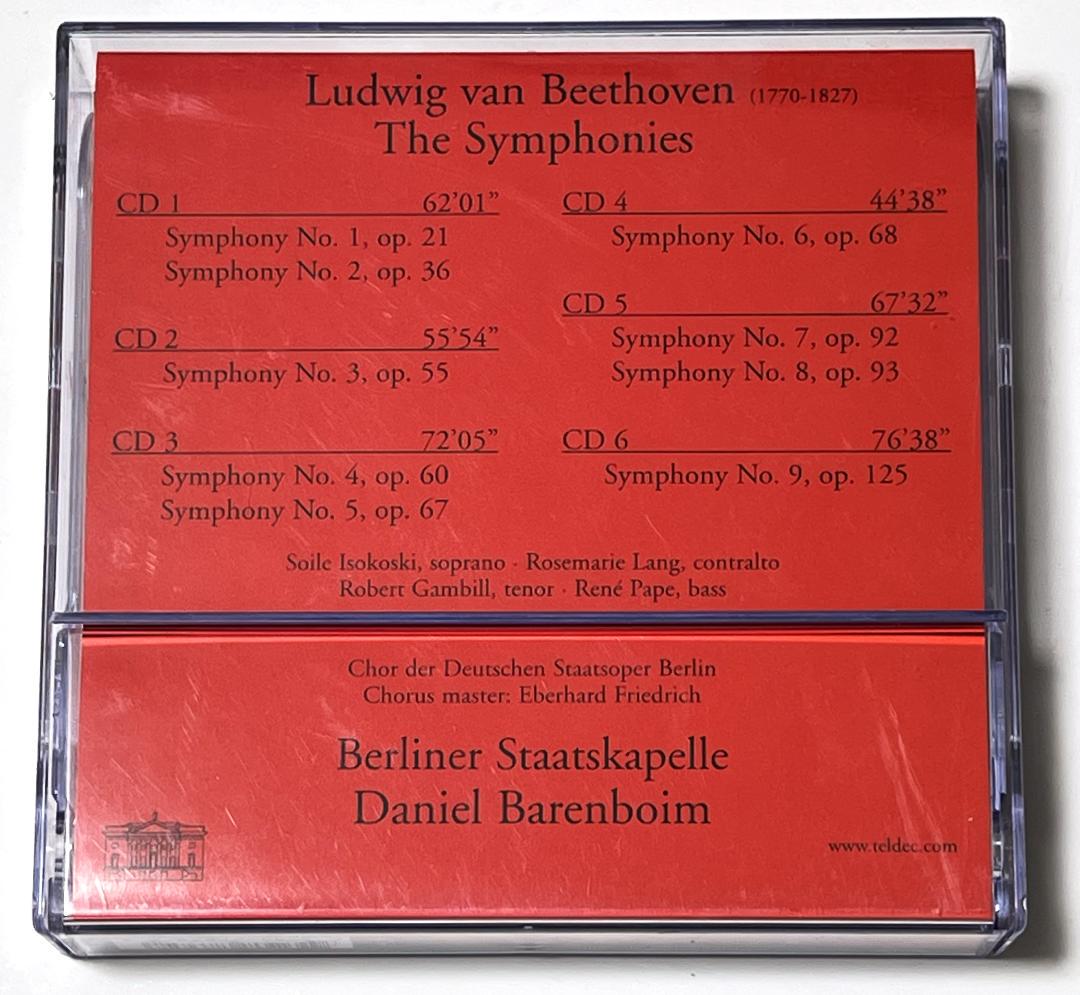 Ludwig van Beethoven (1770-1827)
The Symphonies
CD 1 62’01”
Symphony No. 1, op. 21
Symphony No. 2, op. 36
CD 2 55’54”
Symphony No. 3, op. 55
CD 3 72’05”
Symphony No. 4, op. 60
Symphony No. 5, op. 67
CD 4 44’38”
Symphony No. 6, op. 68
CD 5 67’32”
Symphony No. 7, op. 92
Symphony No. 8, op. 93
CD 6 76’38”
Symphony No. 9, op. 125
Soile Isokoski, soprano · Rosemarie Lang, contralto
Robert Gambill, tenor · René Pape, bass
Chor der Deutschen Staatsoper Berlin
Chorus master: Eberhard Friedrich
Berliner Staatskapelle
Daniel Barenboim
www.teldec.com